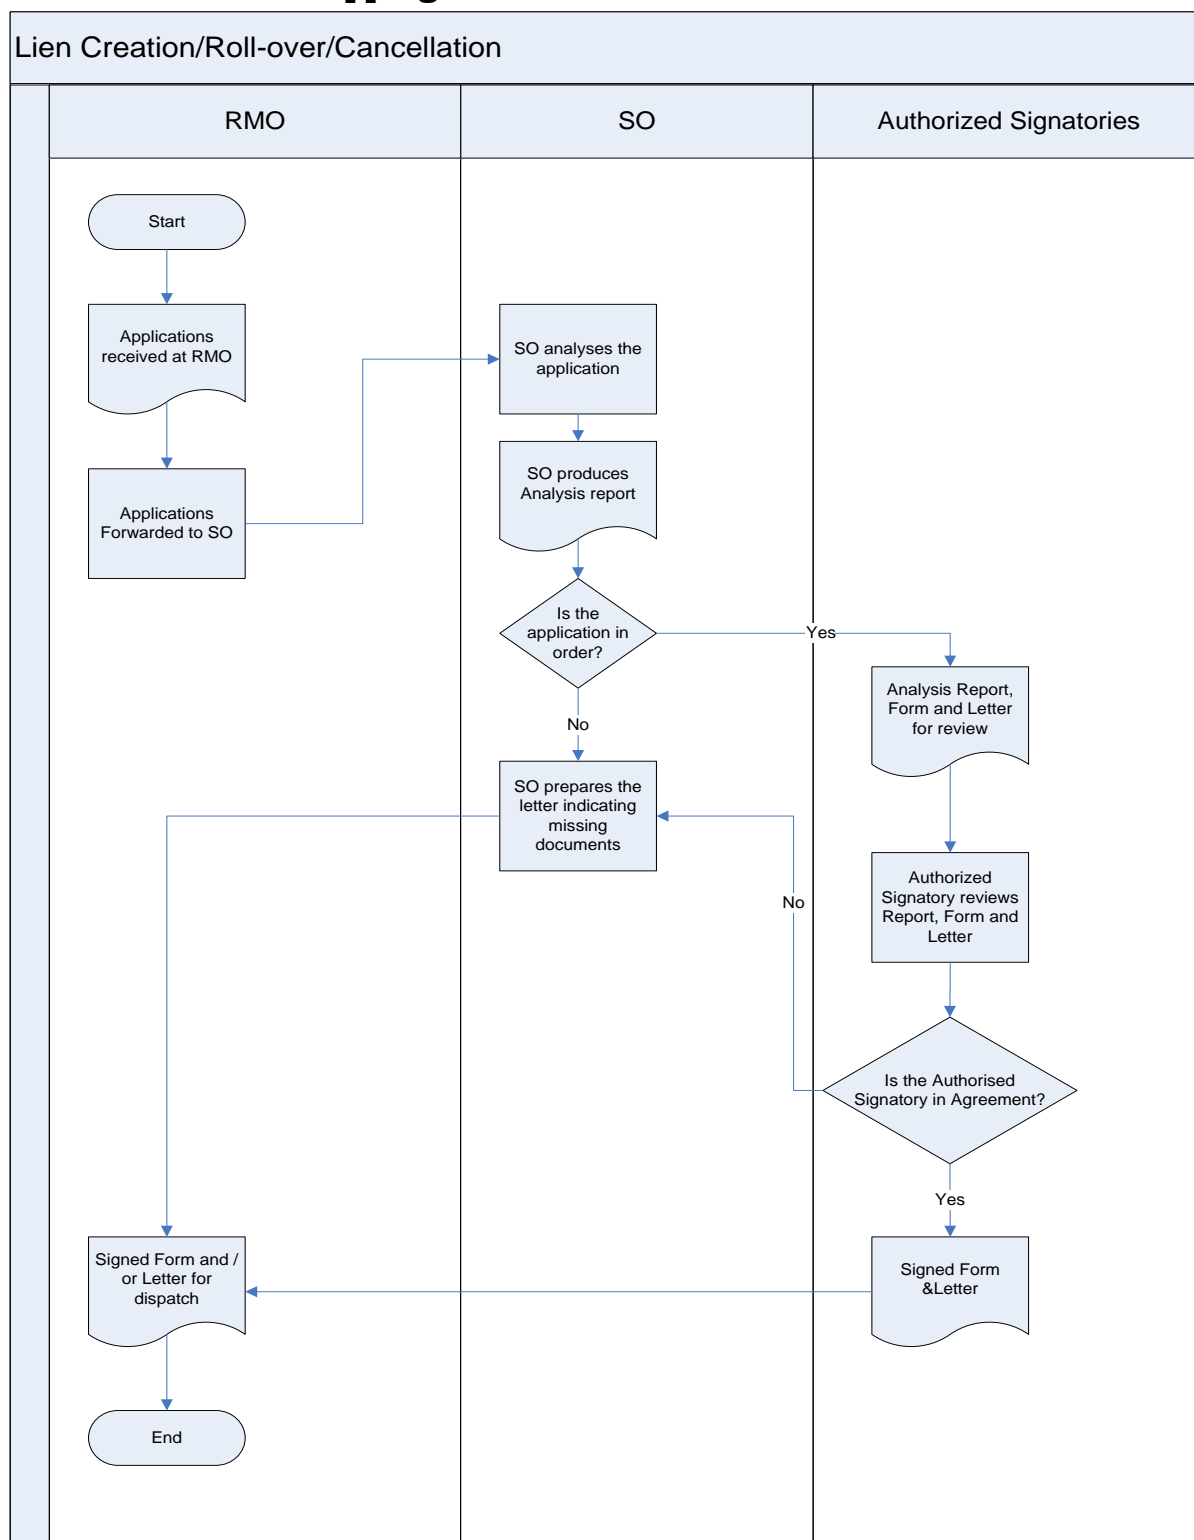 Lien Creation/Roll-over/Cancellation
RMO
SO
Authorized Signatories
Start
Applications
received at RMO
Applications
Forwarded to SO
SO analyses the
application
SO produces
Analysis report
Is the
application in
order?
Yes
No
Analysis Report,
Form and Letter
for review
SO prepares the
letter indicating
missing
documents
Authorized
Signatory reviews
Report, Form and
Letter
No
Is the Authorised
Signatory in Agreement?
Yes
Signed Form and /
or Letter for
dispatch
Signed Form
&Letter
End